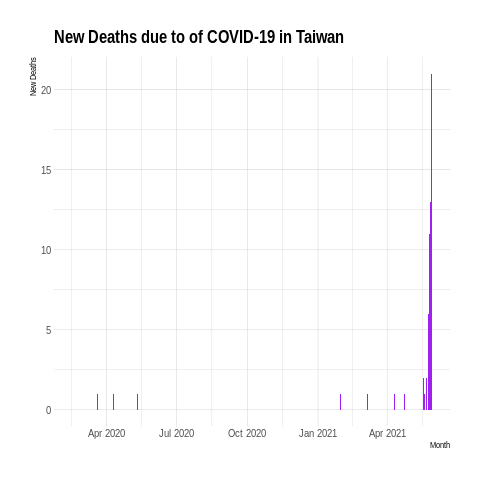 New Deaths due to of COVID-19 in Taiwan
New Deaths
20
15
10
5
0
Apr 2020 Jul 2020 Oct 2020 Jan 2021 Apr 2021
Month